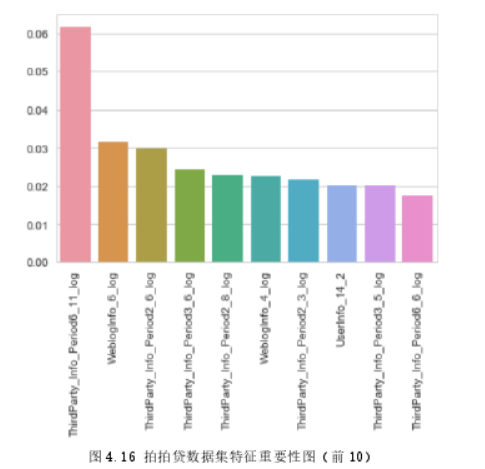 0.06
0.05
0.04
0.03
0.02
0.01
0.00
ThirdParty_Info_Period6_11_log
WeblogInfo_6_log
ThirdParty_Info_Period2_6_log
ThirdParty_Info_Period3_6_log
ThirdParty_Info_Period2_8_log
WeblogInfo_4_log
ThirdParty_Info_Period2_3_log
UserInfo_14_2
ThirdParty_Info_Period3_5_log
ThirdParty_Info_Period6_6_log
图 4.16 拍拍贷数据集特征重要性图（前 10）